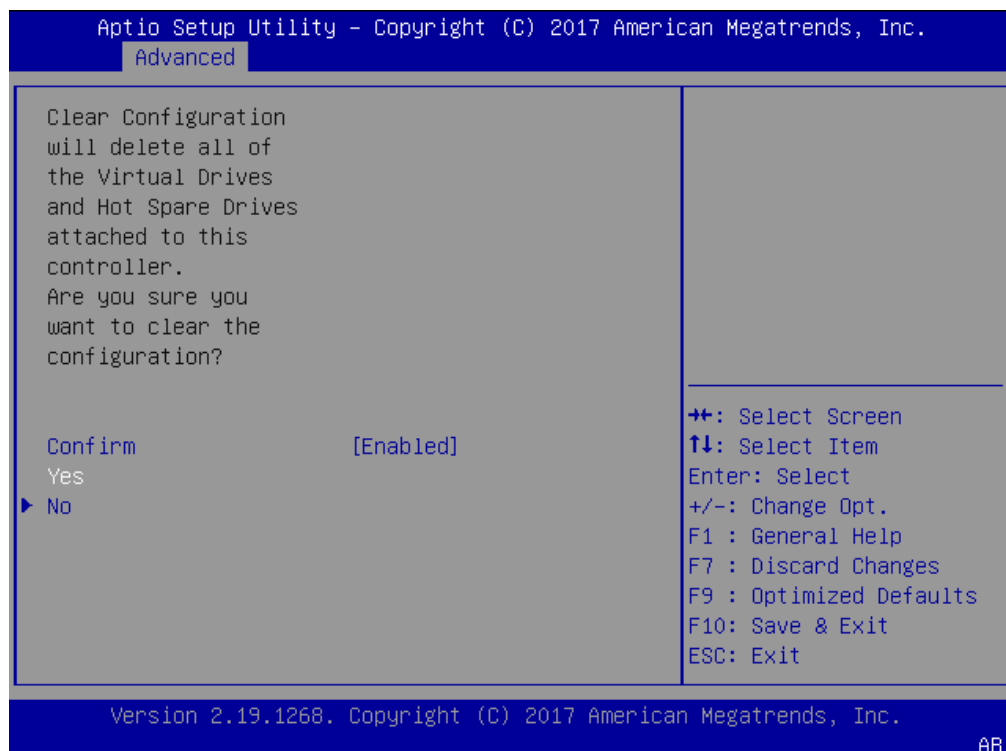 Aptio Setup Utility – Copyright (C) 2017 American Megatrends, Inc.
Advanced
Clear Configuration
will delete all of
the Virtual Drives
and Hot Spare Drives
attached to this
controller.
Are you sure you
want to clear the
configuration?
Confirm [Enabled]
Yes
No
→←: Select Screen
↑↓: Select Item
Enter: Select
+/-: Change Opt.
F1 : General Help
F7 : Discard Changes
F9 : Optimized Defaults
F10: Save & Exit
ESC: Exit
Version 2.19.1268. Copyright (C) 2017 American Megatrends, Inc.
AB